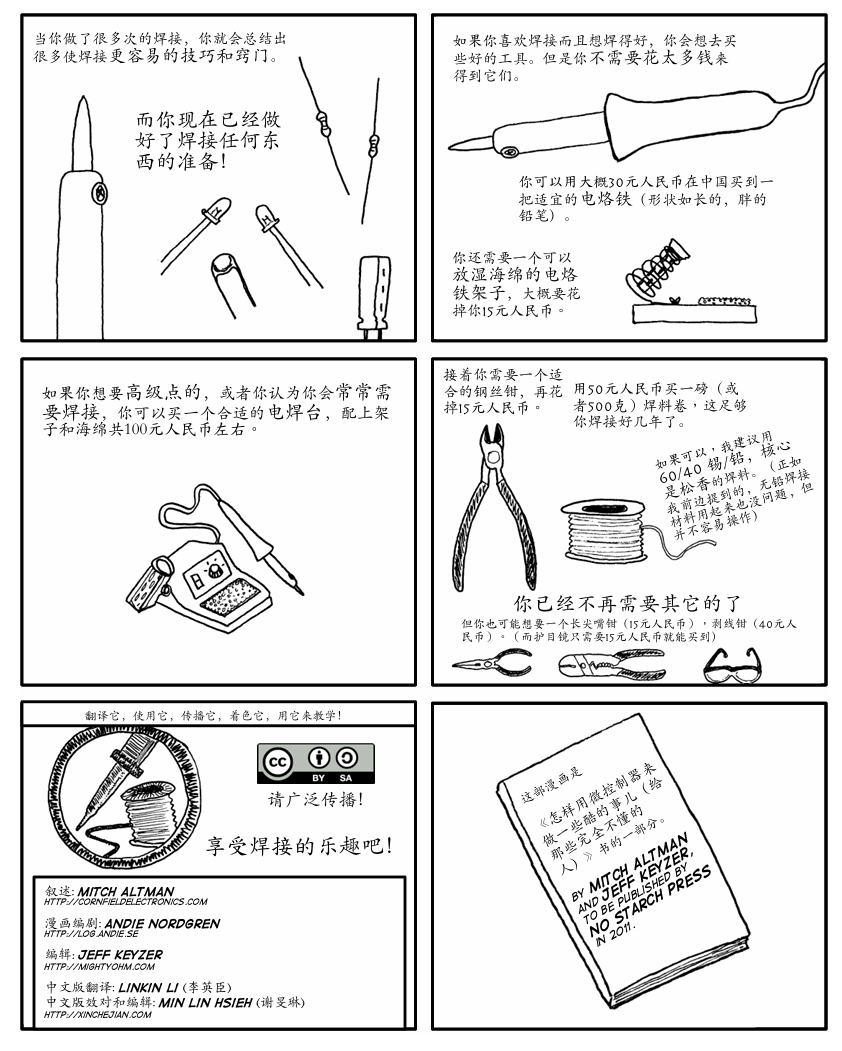 当你做了很多次的焊接，你就会总结出
很多使焊接更容易的技巧和窍门。
而你现在已经做
好了焊接任何东
西的准备！
如果你喜欢焊接而且想焊得好，你会想去买
些好的工具。但是你不需要花太多钱来
得到它们。
你可以用大概30元人民币在中国买到一
把适宜的电烙铁（形状如长的，胖的
铅笔）。
你还需要一个可以
放湿海绵的电烙
铁架子，大概要花
掉你15元人民币。
如果你想要高级点的，或者你认为你会常常需
要焊接，你可以买一个合适的电焊台，配上架
子和海绵共100元人民币左右。
接着你需要一个适
合的钢丝钳，再花
掉15元人民币。
用50元人民币买一磅（或
者500克）焊料卷，这足够
你焊接好几年了。
如果可以，我建议用
60/40 锡/铅，核心
是松香的焊料。（正如
我前边提到的，无铅焊接
材料用起来也没问题，但
并不容易操作）
你已经不再需要其它的了
但你也可能想要一个长尖嘴钳（15元人民币），剥线钳（40元人
民币）。（而护目镜只需要15元人民币就能买到）
翻译它，使用它，传播它，着色它，用它来教学！
cc
BY SA
请广泛传播！
享受焊接的乐趣吧！
叙述: MITCH ALTMAN
HTTP://CORNFIELDELECTRONICS.COM
漫画编剧: ANDIE NORDGREN
HTTP://LOG.ANDIE.SE
编辑: JEFF KEYZER
HTTP://MIGHTYOHM.COM
中文版翻译: LINKIN LI (李英臣)
中文版效对和编辑: MIN LIN HSIEH (谢旻琳)
HTTP://XINCHEJIAN.COM
这部漫画是
《怎样用微控制器来
做一些酷的事儿（给
那些完全不懂的
人）》书的一部分。
BY MITCH ALTMAN
AND JEFF KEYZER,
TO BE PUBLISHED BY
NO STARCH PRESS
IN 2011.